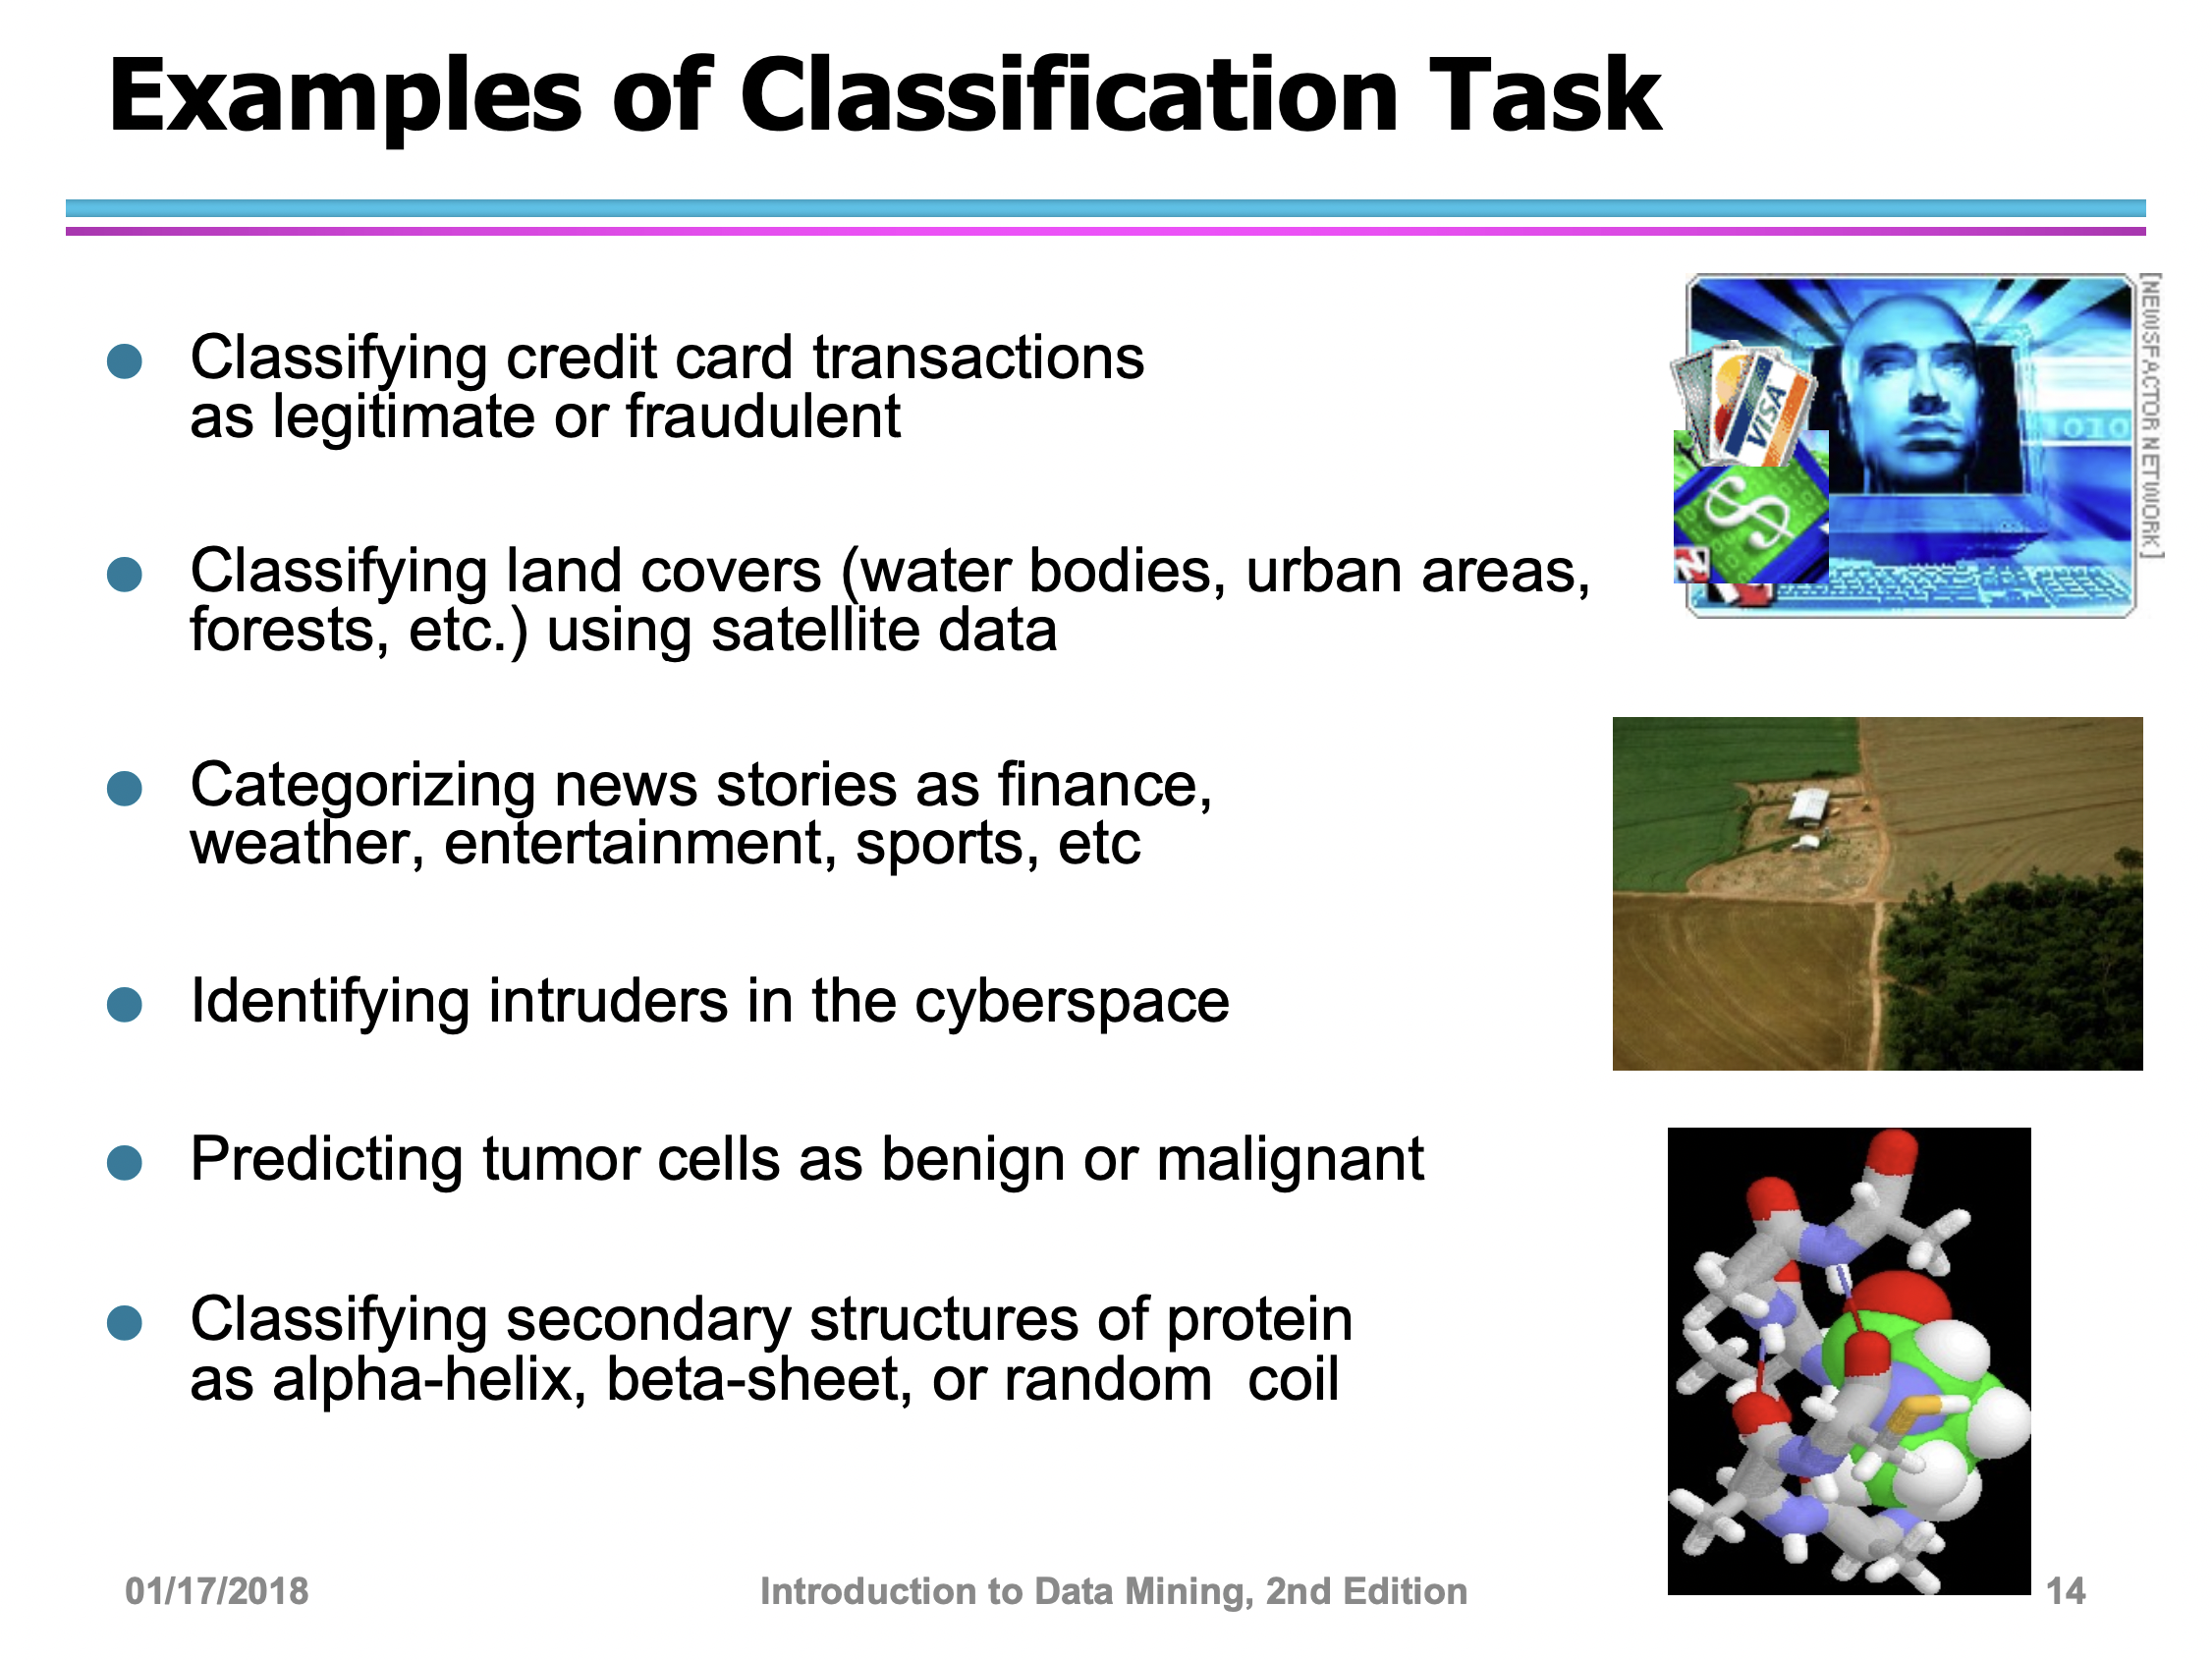 Examples of Classification Task
Classifying credit card transactions
as legitimate or fraudulent
Classifying land covers (water bodies, urban areas,
forests, etc.) using satellite data
Categorizing news stories as finance,
weather, entertainment, sports, etc
Identifying intruders in the cyberspace
Predicting tumor cells as benign or malignant
Classifying secondary structures of protein
as alpha-helix, beta-sheet, or random  coil
[NEWSFACTOR NETWORK]
VISA
1010
$
N
01/17/2018
Introduction to Data Mining, 2nd Edition
14